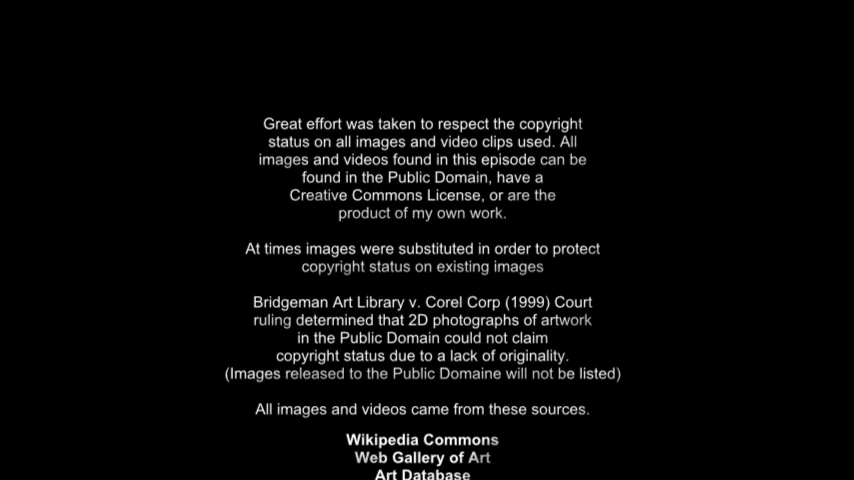 Great effort was taken to respect the copyright
status on all images and video clips used. All
images and videos found in this episode can be
found in the Public Domain, have a
Creative Commons License, or are the
product of my own work.
At times images were substituted in order to protect
copyright status on existing images
Bridgeman Art Library v. Corel Corp (1999) Court
ruling determined that 2D photographs of artwork
in the Public Domain could not claim
copyright status due to a lack of originality.
(Images released to the Public Domaine will not be listed)
All images and videos came from these sources.
Wikipedia Commons
Web Gallery of Art
Art Database